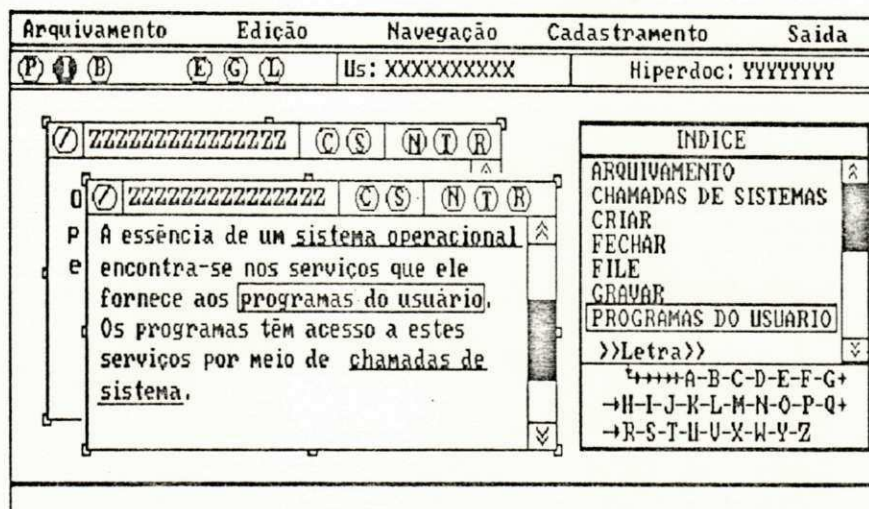 Arquivamento Edição Navegação Cadastramento Saida
P I B E G L Us: XXXXXXXXXX Hiperdoc: YYYYYYYY
/ ZZZZZZZZZZZZZZZ C S N T R
O
P
e
/ ZZZZZZZZZZZZZZZ C S N T R
A essência de um sistema operacional
encontra-se nos serviços que ele
fornece aos programas do usuário.
Os programas têm acesso a estes
serviços por meio de chamadas de
sistema.
INDICE
ARQUIVAMENTO
CHAMADAS DE SISTEMAS
CRIAR
FECHAR
FILE
GRAVAR
PROGRAMAS DO USUARIO
>>Letra>>
A-B-C-D-E-F-G+
→H-I-J-K-L-M-N-O-P-Q+
→R-S-T-U-V-X-W-Y-Z